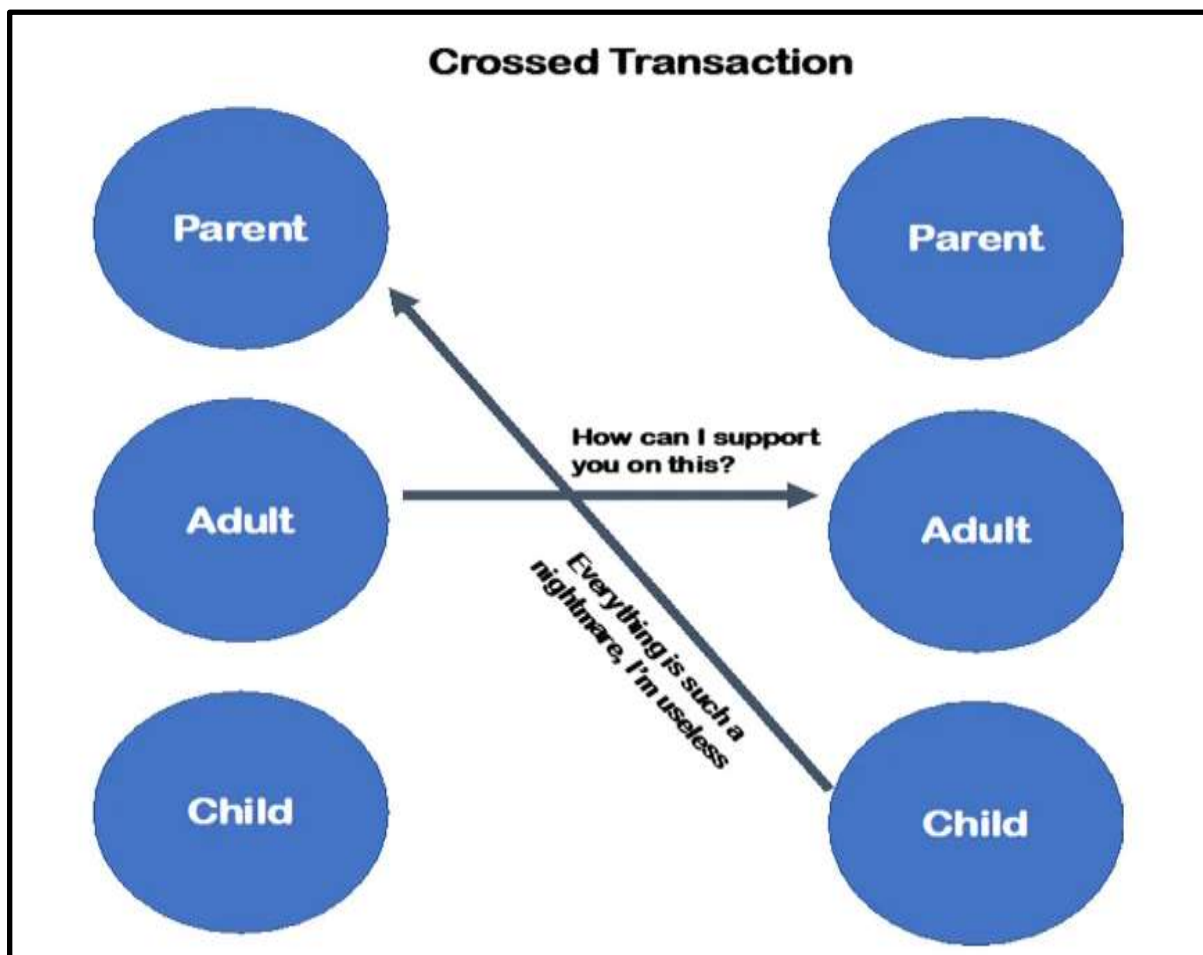 Crossed Transaction
Parent
Parent
How can I support
you on this?
Adult
Adult
Everything is such a
nightmare, I'm useless
Child
Child